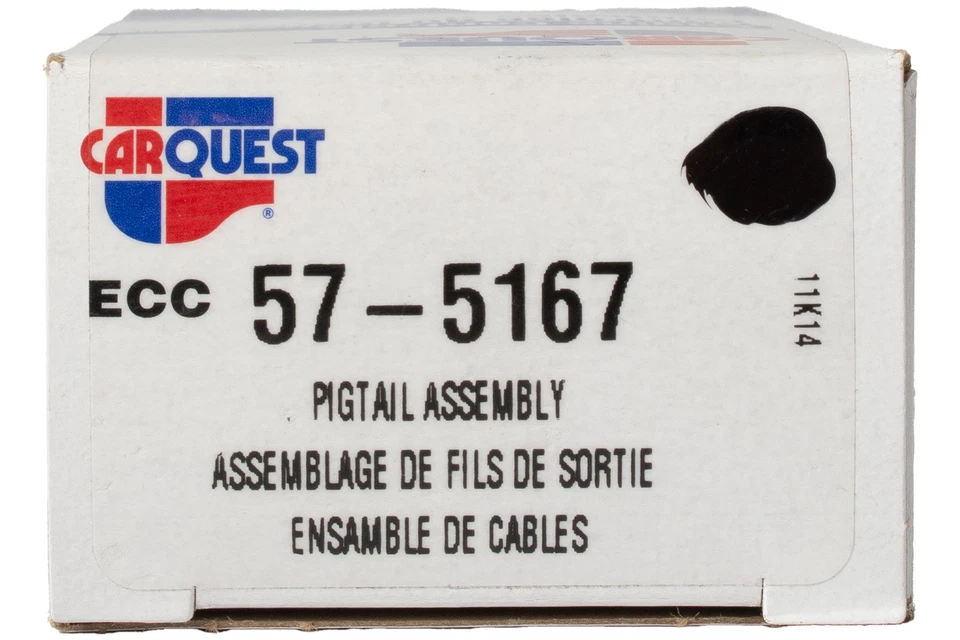 CARQUEST
®
ECC 57-5167
11K14
PIGTAIL ASSEMBLY
ASSEMBLAGE DE FILS DE SORTIE
ENSAMBLE DE CABLES